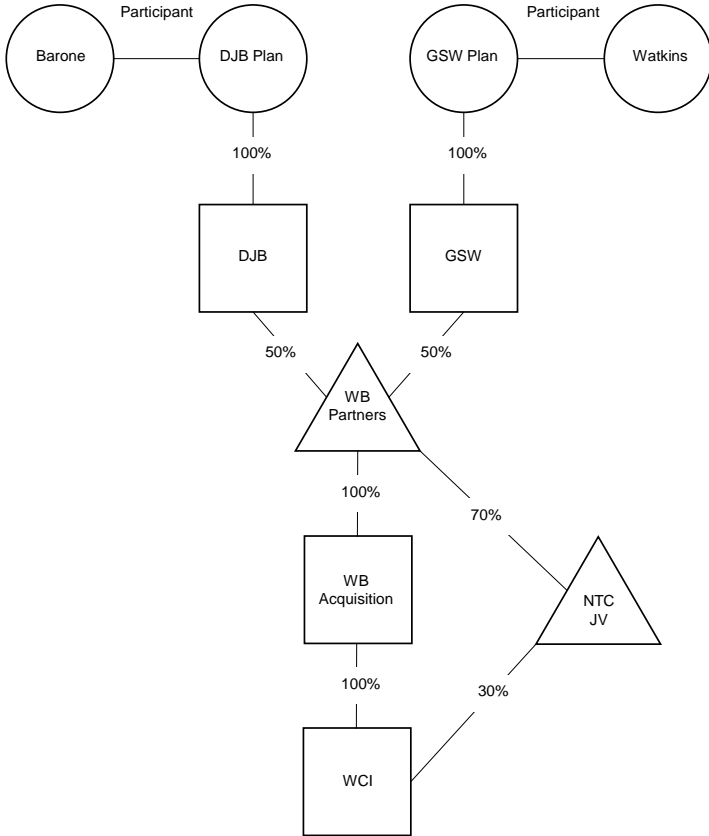 Participant
Participant
Barone
DJB Plan
GSW Plan
Watkins
100%
100%
DJB
GSW
50%
50%
WB
Partners
100%
70%
WB
Acquisition
NTC
JV
100%
30%
WCI